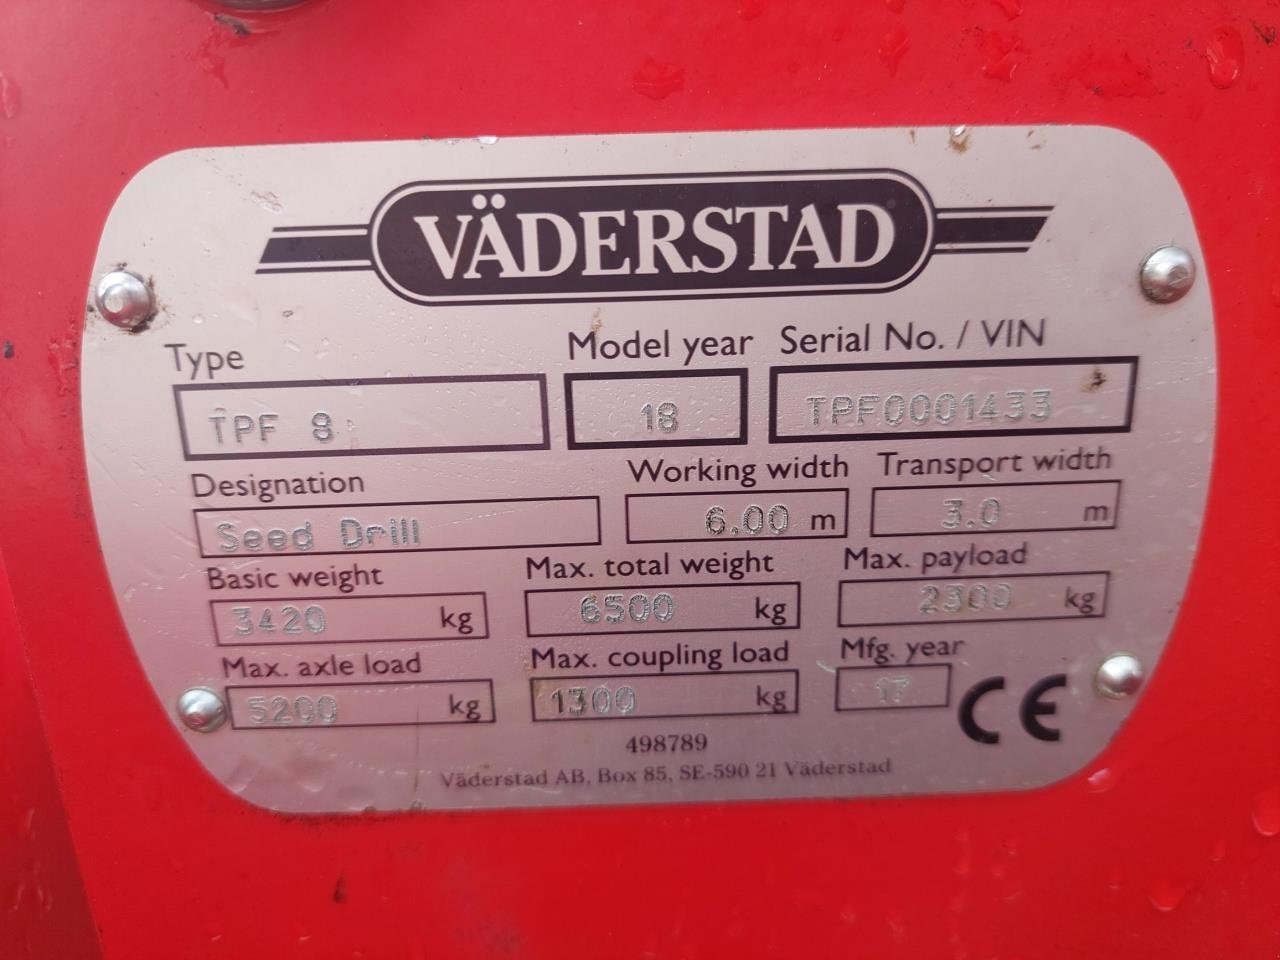 VÄDERSTAD
Type Model year Serial No. / VIN
TPF 8 18 TPF0001433
Designation Working width Transport width
Seed Drill 6.00 m 3.0 m
Basic weight Max. total weight Max. payload
3420 kg 6500 kg 2300 kg
Max. axle load Max. coupling load Mfg. year
5200 kg 1300 kg 17 CE
498789
Väderstad AB, Box 85, SE-590 21 Väderstad